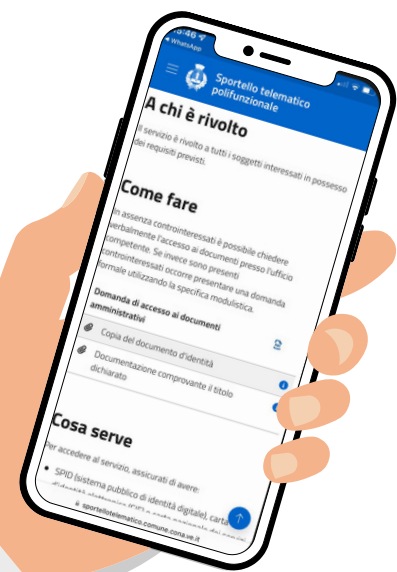 15:46
WhatsApp
Sportello telematico
polifunzionale
A chi è rivolto
Il servizio è rivolto a tutti i soggetti interessati in possesso
dei requisiti previsti.
Come fare
In assenza controinteressati è possibile chiedere
verbalmente l'accesso ai documenti presso l'ufficio
competente. Se invece sono presenti
controinteressati occorre presentare una domanda
formale utilizzando la specifica modulistica.
Domanda di accesso ai documenti
amministrativi
Copia del documento d'identità
Documentazione comprovante il titolo
dichiarato
Cosa serve
Per accedere al servizio, assicurati di avere:
SPID (sistema pubblico di identità digitale), carta
sportellotelematico.comune.cona.ve.it